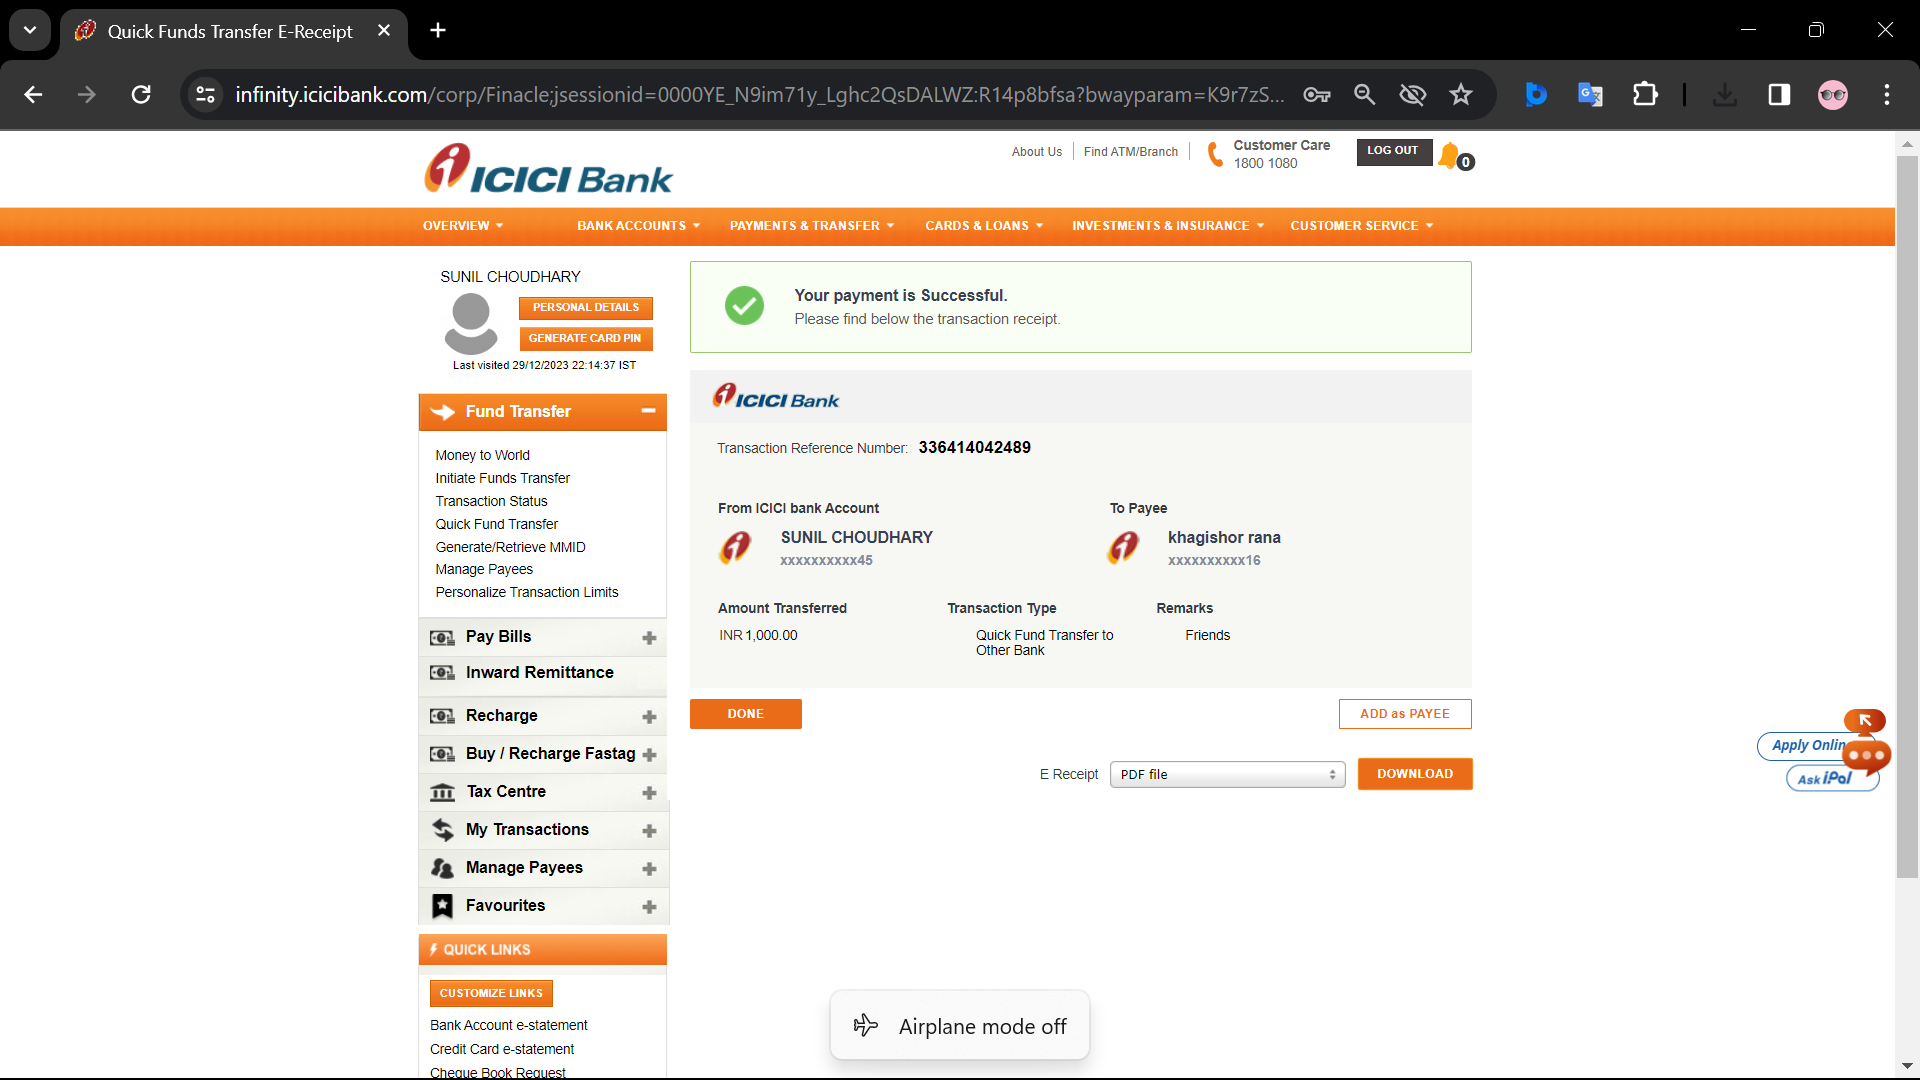 Quick Funds Transfer E-Receipt
infinity.icicibank.com/corp/Finacle;jsessionid=0000YE_N9im71y_Lghc2QsDALWZ:R14p8bfsa?bwayparam=K9r7zS...
ICICI Bank
About Us
Find ATM/Branch
Customer Care
1800 1080
LOG OUT
0
OVERVIEW
BANK ACCOUNTS
PAYMENTS & TRANSFER
CARDS & LOANS
INVESTMENTS & INSURANCE
CUSTOMER SERVICE
SUNIL CHOUDHARY
PERSONAL DETAILS
GENERATE CARD PIN
Last visited 29/12/2023 22:14:37 IST
Fund Transfer
Money to World
Initiate Funds Transfer
Transaction Status
Quick Fund Transfer
Generate/Retrieve MMID
Manage Payees
Personalize Transaction Limits
Pay Bills
Inward Remittance
Recharge
Buy / Recharge Fastag
Tax Centre
My Transactions
Manage Payees
Favourites
QUICK LINKS
CUSTOMIZE LINKS
Bank Account e-statement
Credit Card e-statement
Cheque Book Request
Your payment is Successful.
Please find below the transaction receipt.
ICICI Bank
Transaction Reference Number: 336414042489
From ICICI bank Account
SUNIL CHOUDHARY
xxxxxxxxxx45
To Payee
khagishor rana
xxxxxxxxxx16
Amount Transferred
INR 1,000.00
Transaction Type
Quick Fund Transfer to
Other Bank
Remarks
Friends
DONE
ADD as PAYEE
E Receipt
PDF file
DOWNLOAD
Apply Onlin
Ask iPal
Airplane mode off